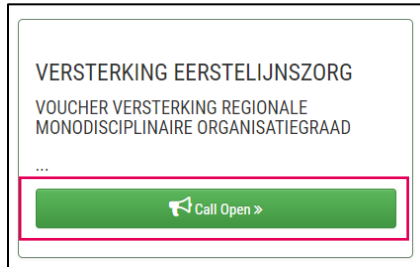 VERSTERKING EERSTELIJNSZORG
VOUCHER VERSTERKING REGIONALE
MONODISCIPLINAIRE ORGANISATIEGRAAD
...
Call Open »